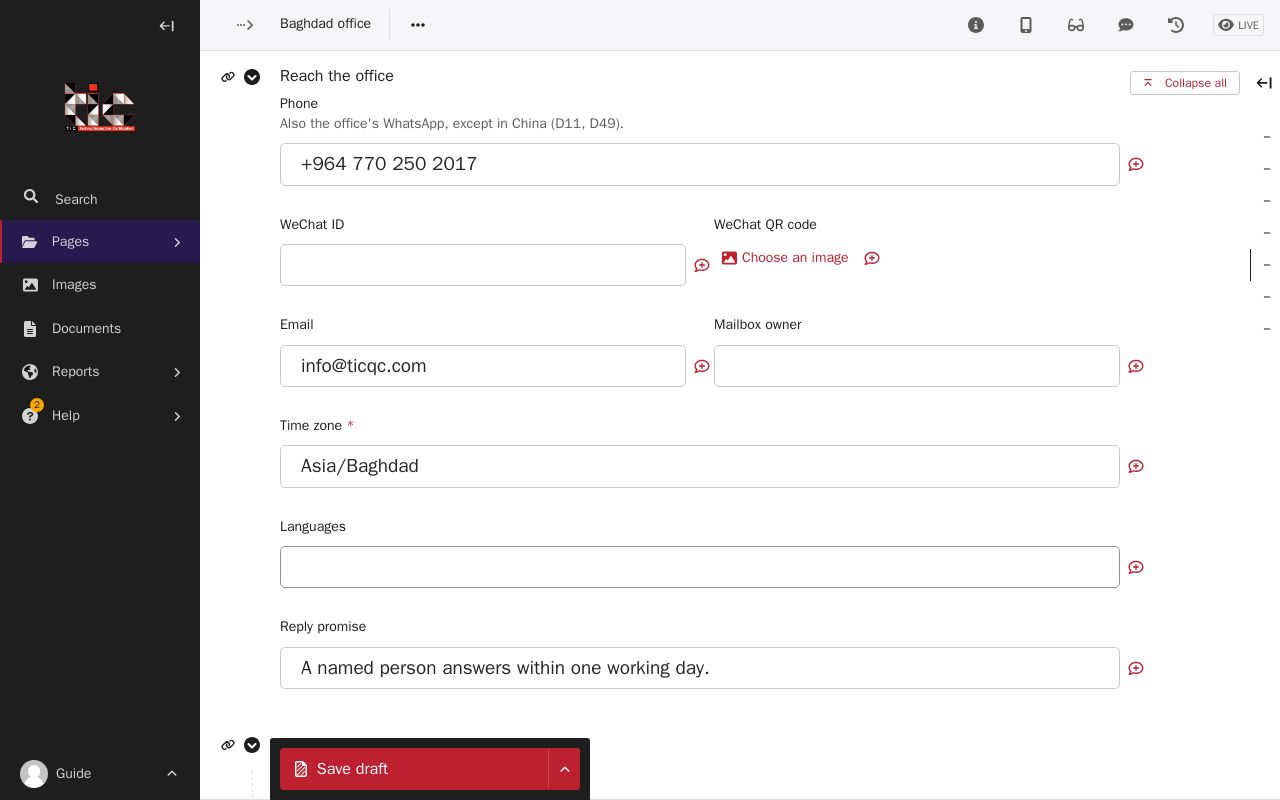 Baghdad office
LIVE
Reach the office
Collapse all
Phone
Also the office's WhatsApp, except in China (D11, D49).
+964 770 250 2017
WeChat ID
WeChat QR code
Choose an image
Email
Mailbox owner
info@ticqc.com
Time zone *
Asia/Baghdad
Languages
Reply promise
A named person answers within one working day.
Save draft
tic
Search
Pages
Images
Documents
Reports
2
Help
Guide